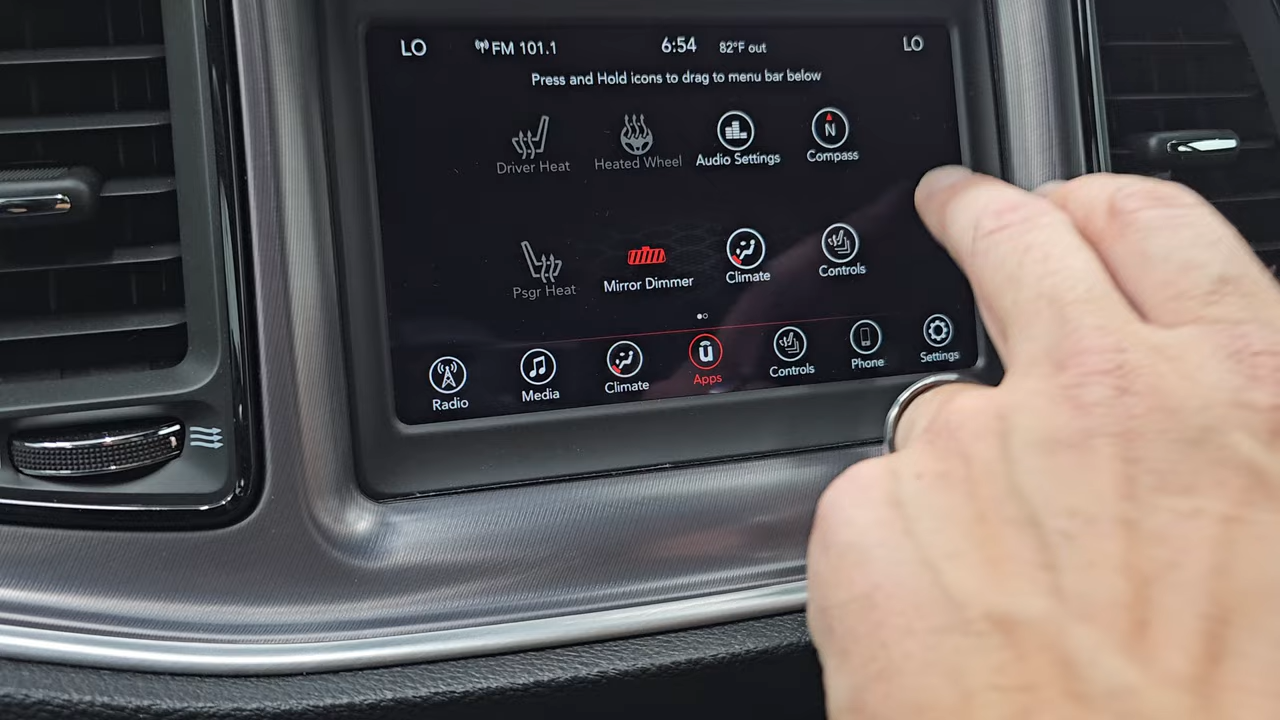 LO FM 101.1 6:54 82°F out LO
Press and Hold icons to drag to menu bar below
Driver Heat Heated Wheel Audio Settings Compass
N
Psgr Heat Mirror Dimmer Climate Controls
Radio Media Climate Apps Controls Phone Settings